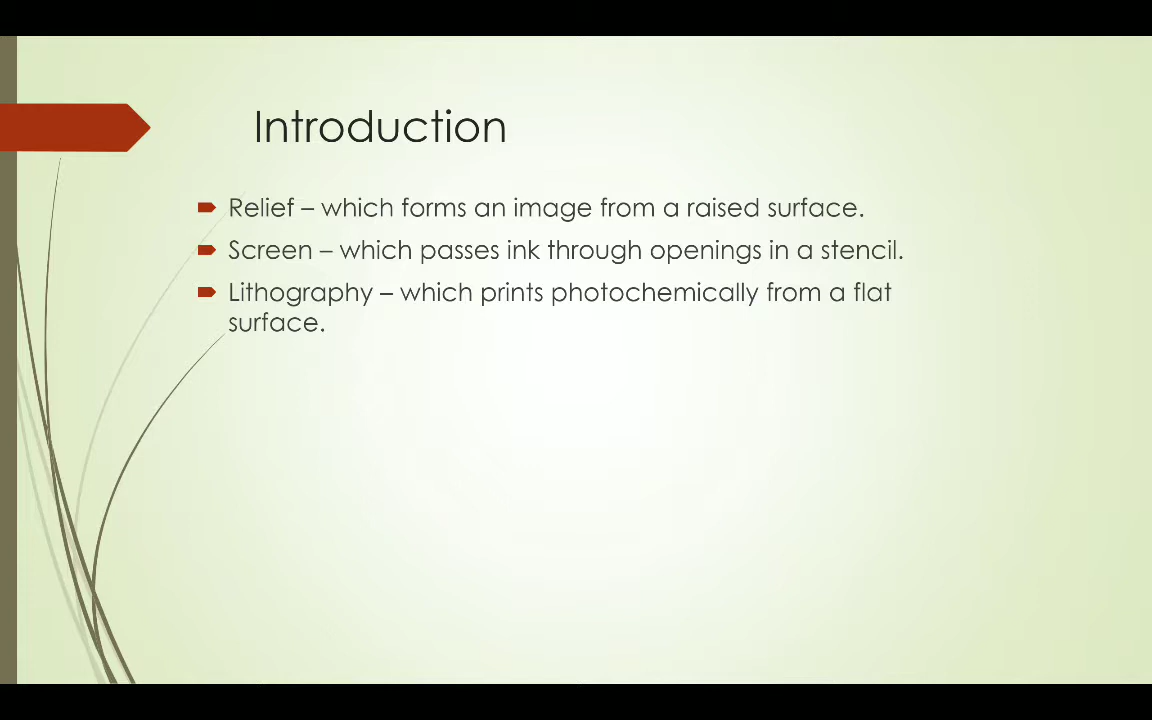 Introduction
Relief – which forms an image from a raised surface.
Screen – which passes ink through openings in a stencil.
Lithography – which prints photochemically from a flat
surface.